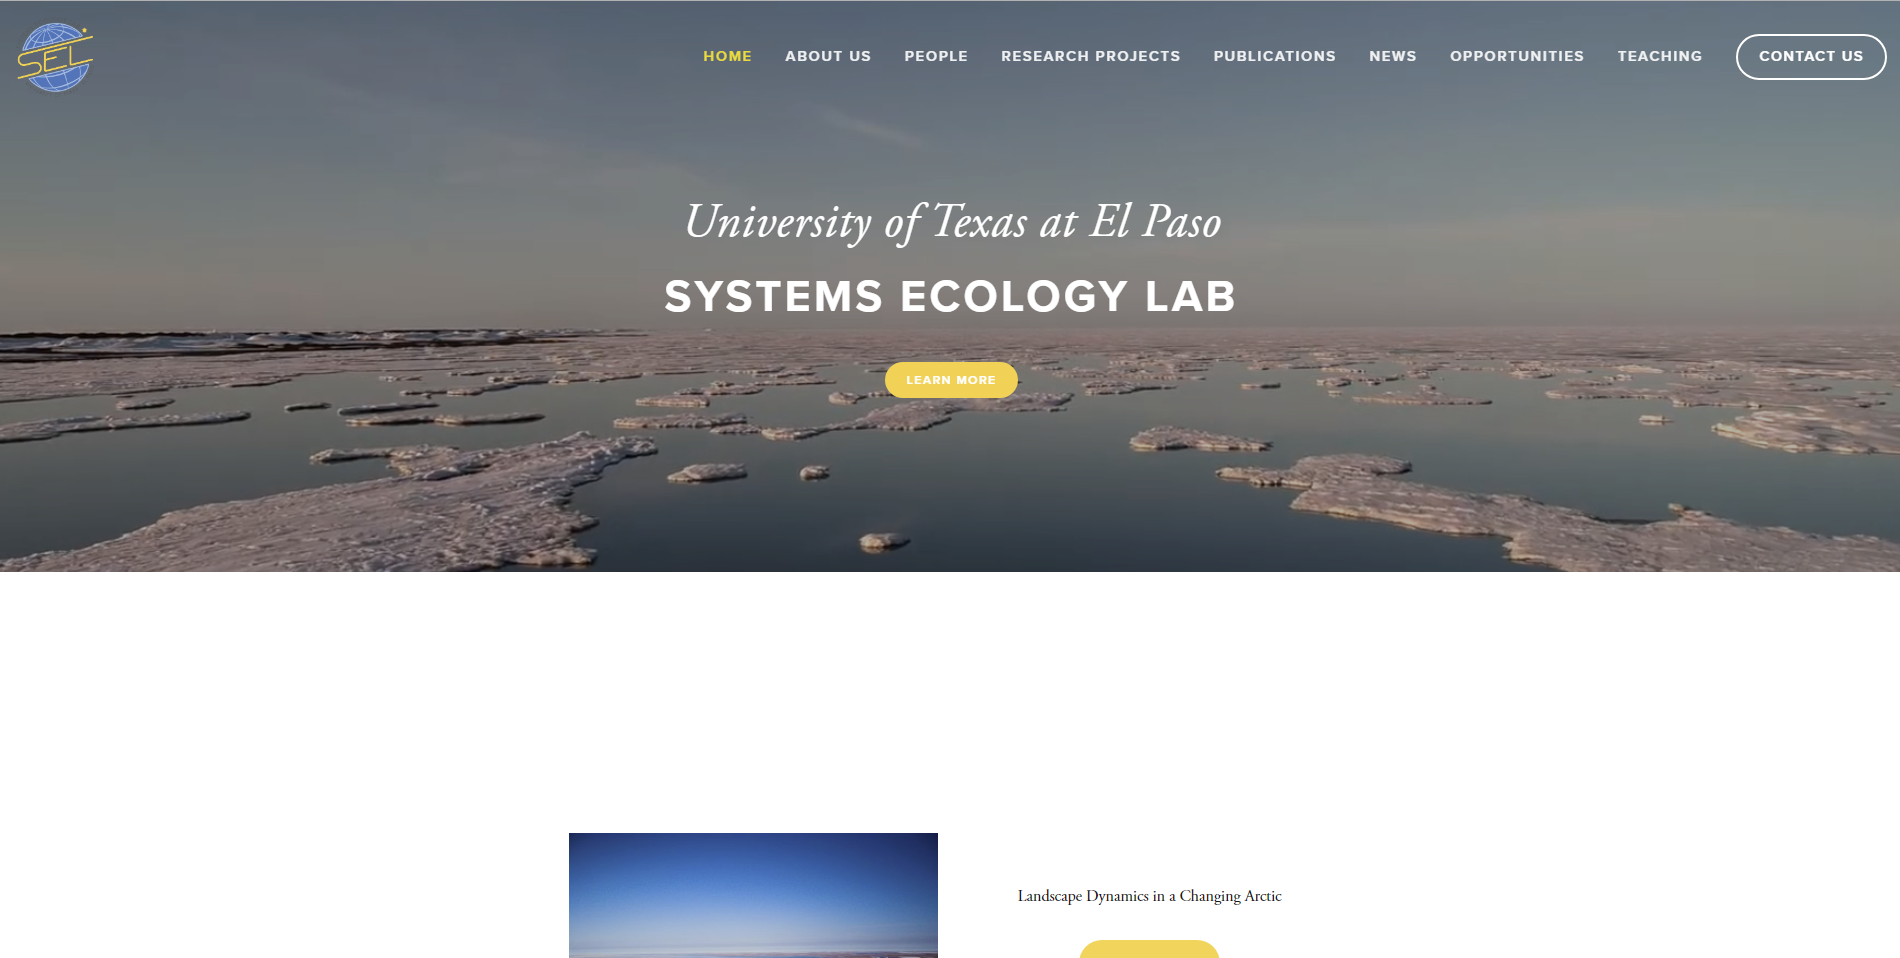 SEL
HOME ABOUT US PEOPLE RESEARCH PROJECTS PUBLICATIONS NEWS OPPORTUNITIES TEACHING CONTACT US
University of Texas at El Paso
SYSTEMS ECOLOGY LAB
LEARN MORE
Landscape Dynamics in a Changing Arctic